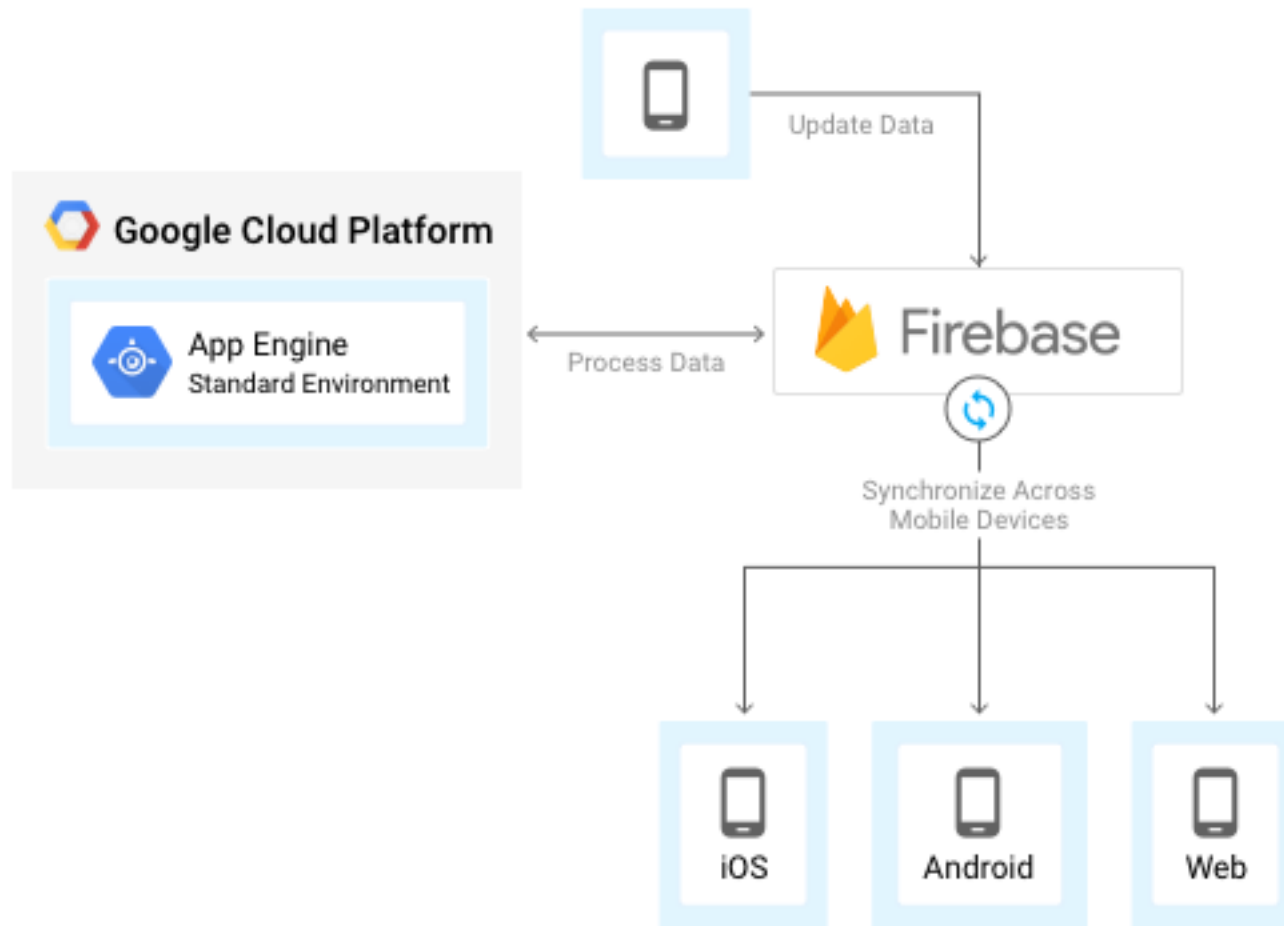 Update Data
Google Cloud Platform
App Engine
Standard Environment
Process Data
Firebase
Synchronize Across
Mobile Devices
iOS
Android
Web